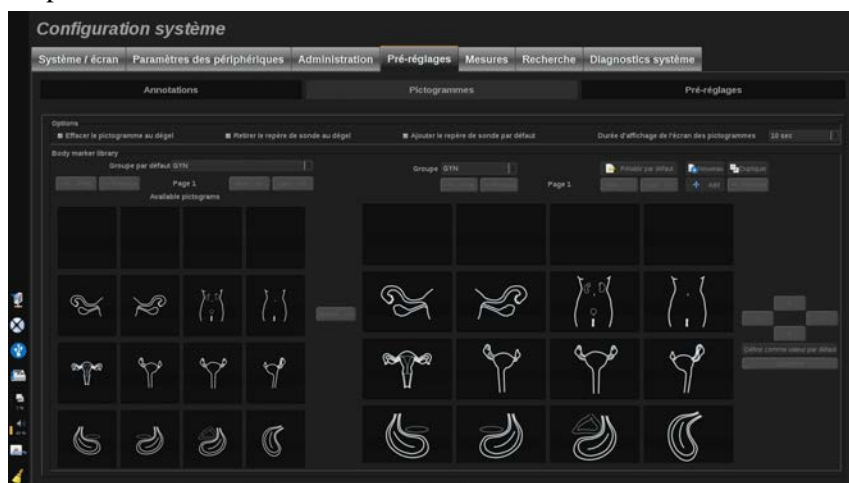 Configuration système
Système / écran Paramètres des périphériques Administration Pré-réglages Mesures Recherche Diagnostics système
Annotations Pictogrammes Pré-réglages
Options
Effacer le pictogramme au dégel Retirer le repère de sonde au dégel Ajouter le repère de sonde par défaut Durée d'affichage de l'écran des pictogrammes 10 sec
Body marker library
Groupe par défaut GYN Groupe GYN Préétabli par défaut Nouveau Dupliquer
Page 1 Page 1 Add
Available pictograms
Définir comme valeur par défaut